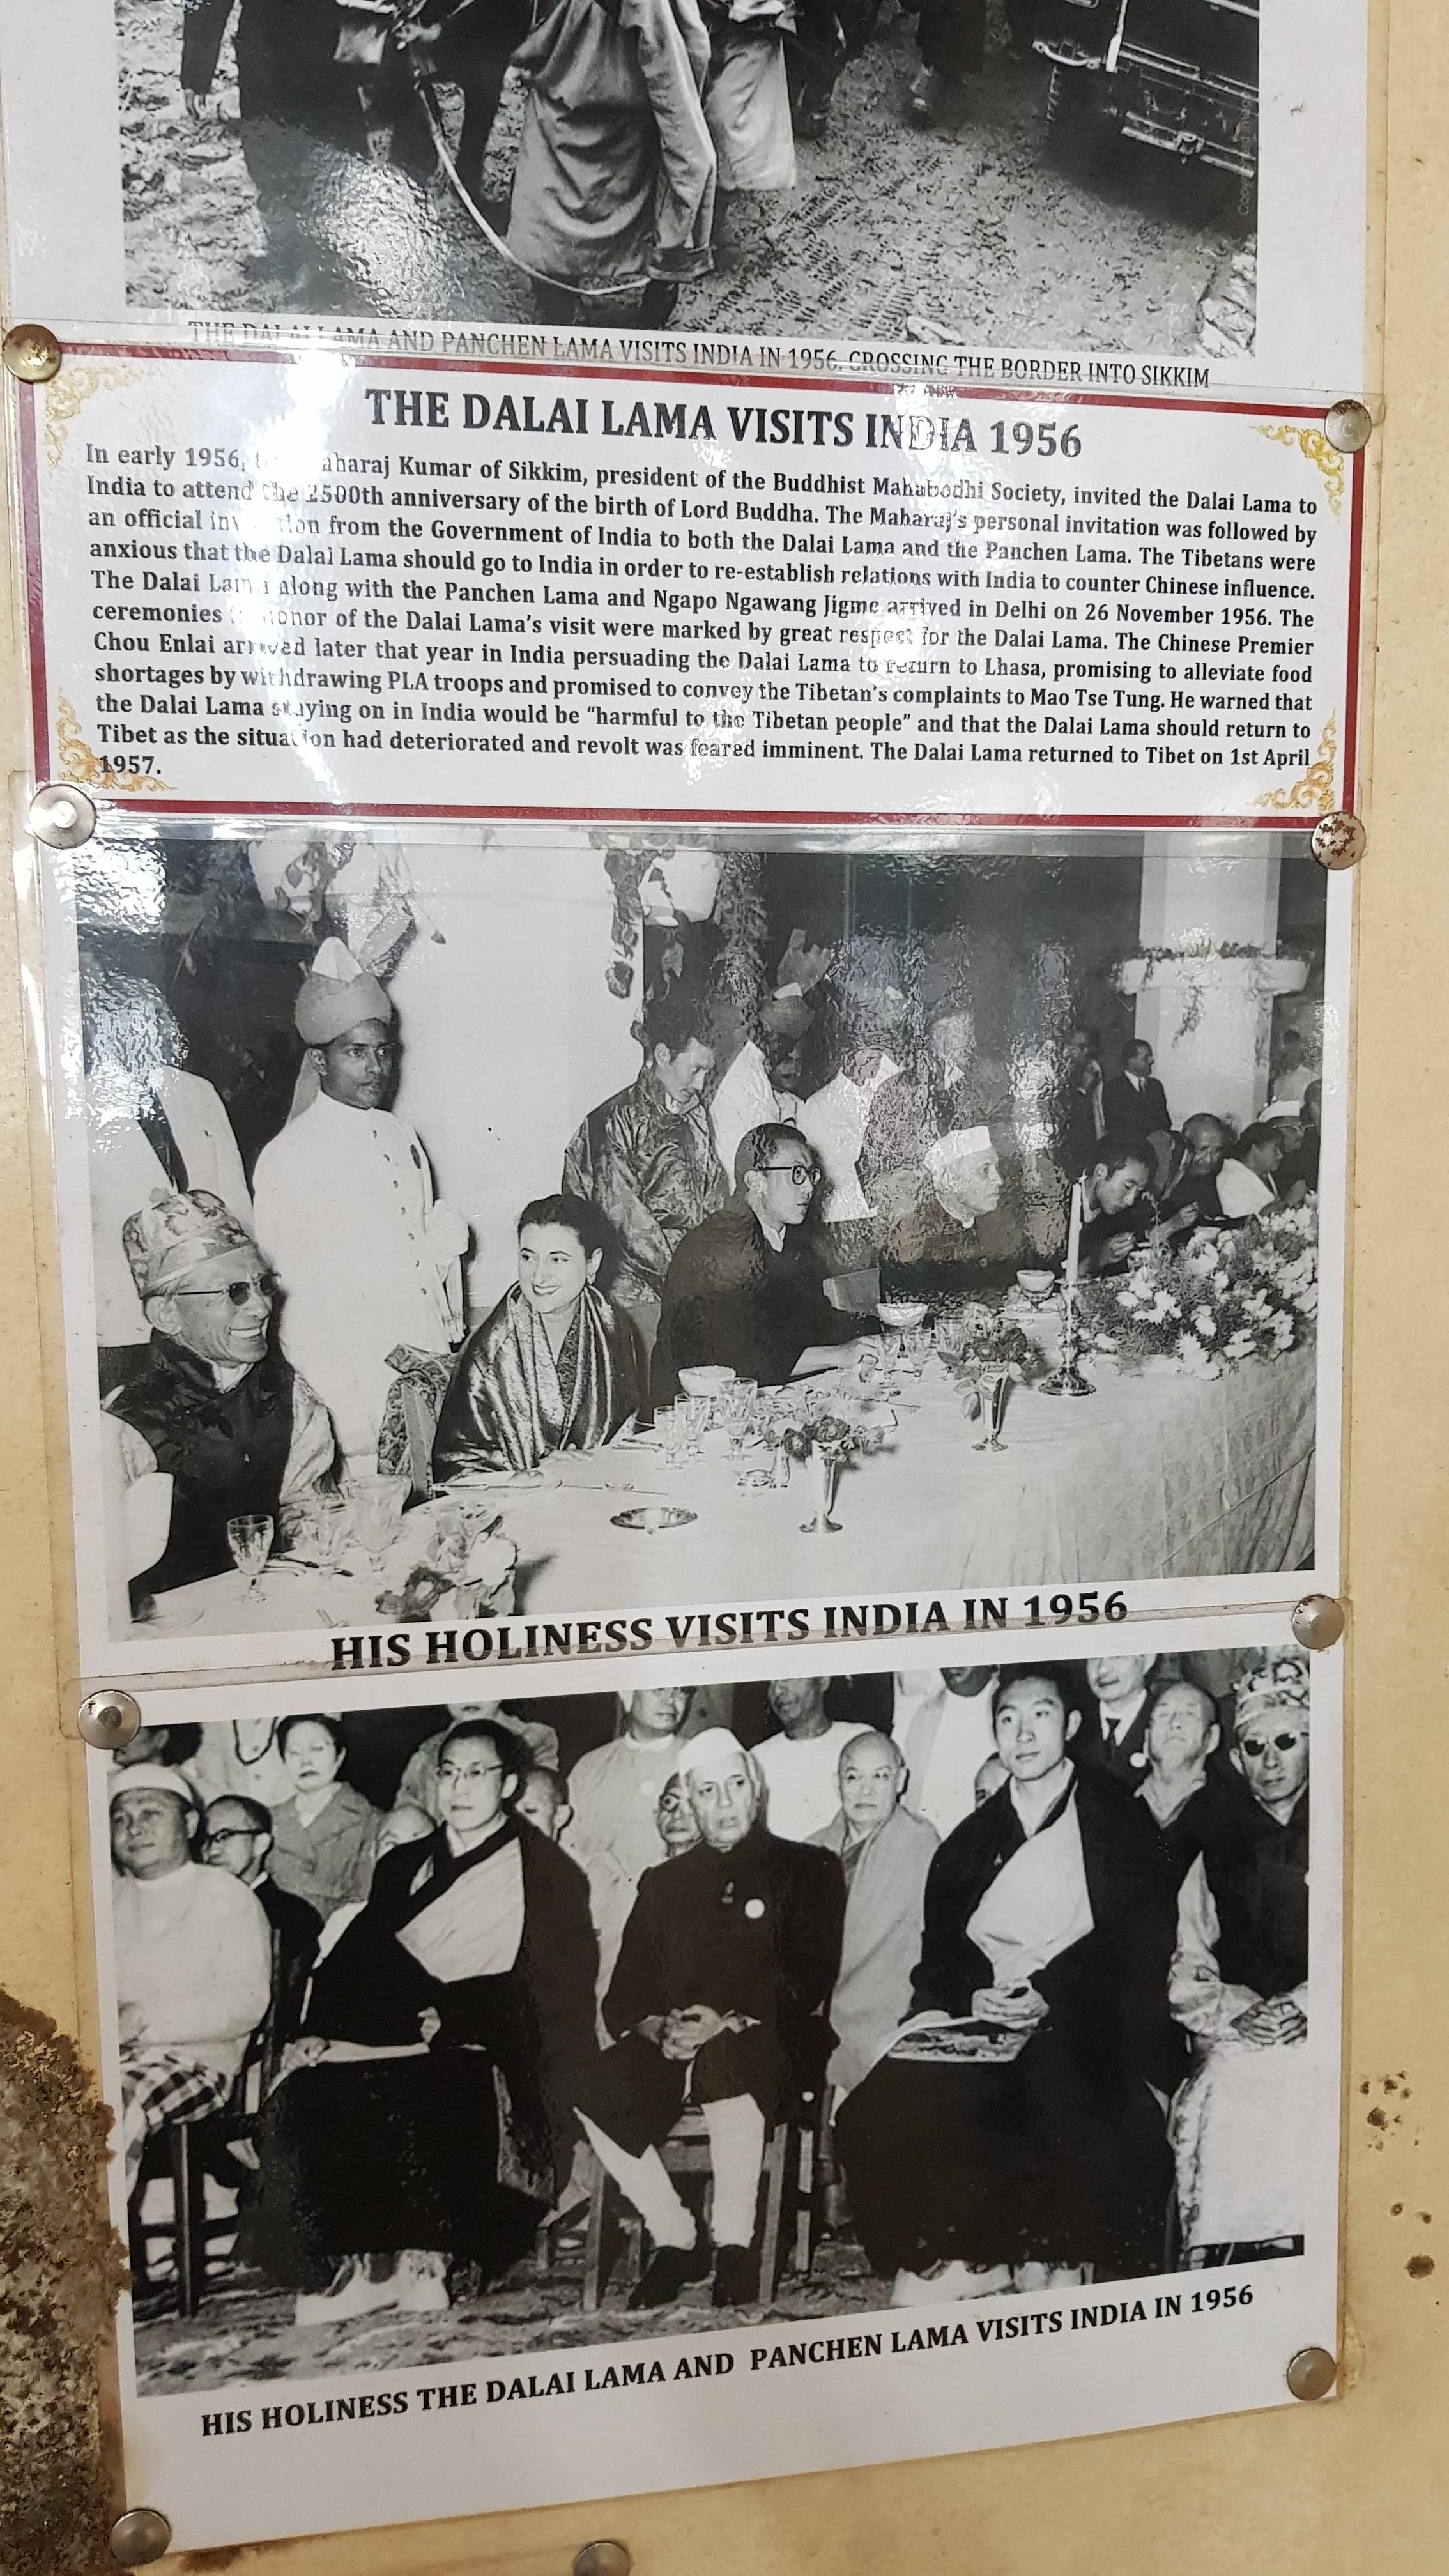 THE DALAI LAMA AND PANCHEN LAMA VISITS INDIA IN 1956. CROSSING THE BORDER INTO SIKKIM
THE DALAI LAMA VISITS INDIA 1956
In early 1956, Maharaj Kumar of Sikkim, president of the Buddhist Mahabodhi Society, invited the Dalai Lama to
India to attend the 2500th anniversary of the birth of Lord Buddha. The Maharaj's personal invitation was followed by
an official invitation from the Government of India to both the Dalai Lama and the Panchen Lama. The Tibetans were
anxious that the Dalai Lama should go to India in order to re-establish relations with India to counter Chinese influence.
The Dalai Lama along with the Panchen Lama and Ngapo Ngawang Jigme arrived in Delhi on 26 November 1956. The
ceremonies honor of the Dalai Lama's visit were marked by great respect for the Dalai Lama. The Chinese Premier
Chou Enlai arrived later that year in India persuading the Dalai Lama to return to Lhasa, promising to alleviate food
shortages by withdrawing PLA troops and promised to convey the Tibetan's complaints to Mao Tse Tung. He warned that
the Dalai Lama staying on in India would be "harmful to the Tibetan people" and that the Dalai Lama should return to
Tibet as the situation had deteriorated and revolt was feared imminent. The Dalai Lama returned to Tibet on 1st April
1957.
HIS HOLINESS VISITS INDIA IN 1956
HIS HOLINESS THE DALAI LAMA AND PANCHEN LAMA VISITS INDIA IN 1956